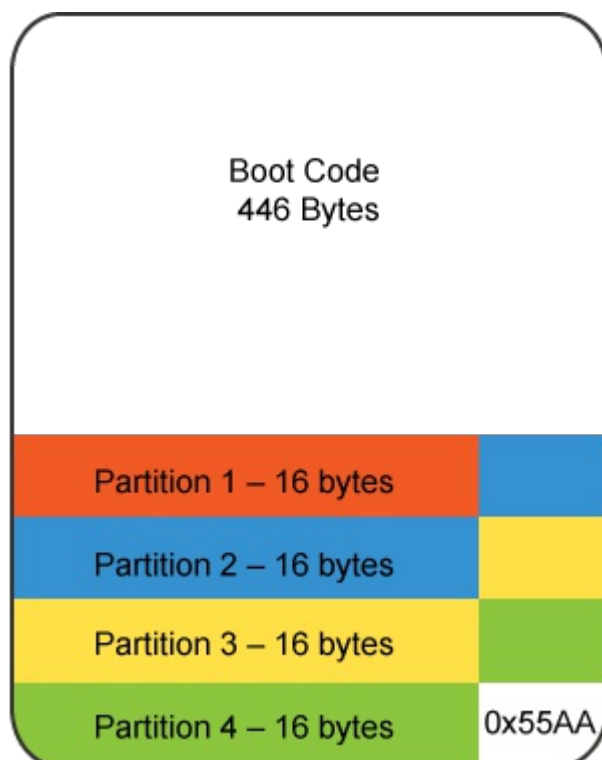 Boot Code
446 Bytes
Partition 1 – 16 bytes
Partition 2 – 16 bytes
Partition 3 – 16 bytes
Partition 4 – 16 bytes
0x55AA